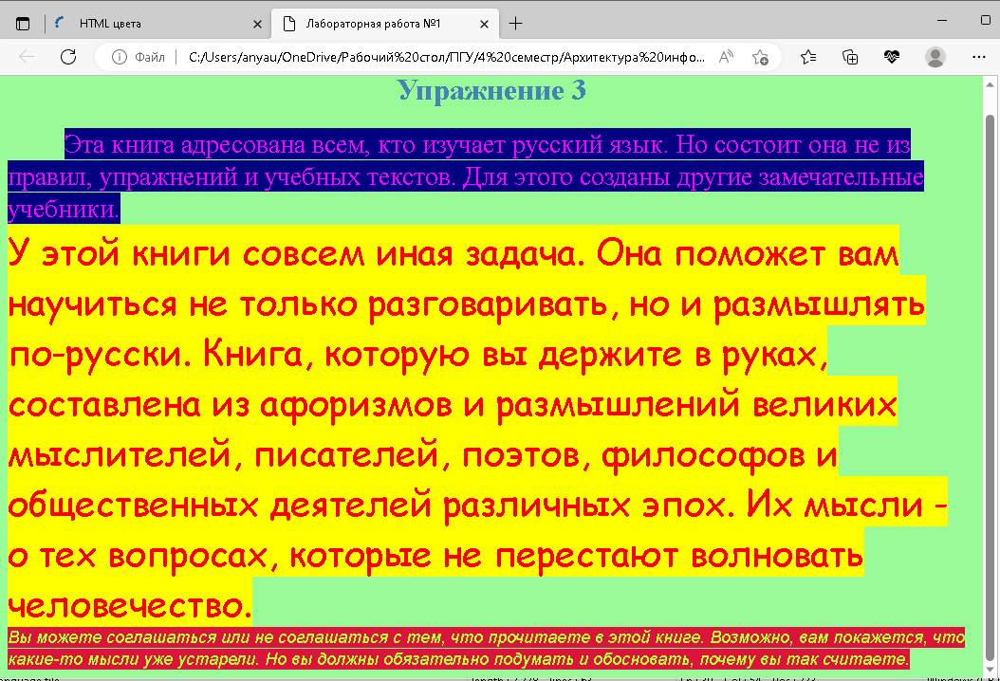 HTML цвета
Лабораторная работа №1
Файл
C:/Users/anyau/OneDrive/Рабочий%20стол/ПГУ/4%20семестр/Архитектура%20инфо...
Упражнение 3
Эта книга адресована всем, кто изучает русский язык. Но состоит она не из
правил, упражнений и учебных текстов. Для этого созданы другие замечательные
учебники.
У этой книги совсем иная задача. Она поможет вам
научиться не только разговаривать, но и размышлять
по-русски. Книга, которую вы держите в руках,
составлена из афоризмов и размышлений великих
мыслителей, писателей, поэтов, философов и
общественных деятелей различных эпох. Их мысли -
о тех вопросах, которые не перестают волновать
человечество.
Вы можете соглашаться или не соглашаться с тем, что прочитаете в этой книге. Возможно, вам покажется, что
какие-то мысли уже устарели. Но вы должны обязательно подумать и обосновать, почему вы так считаете.